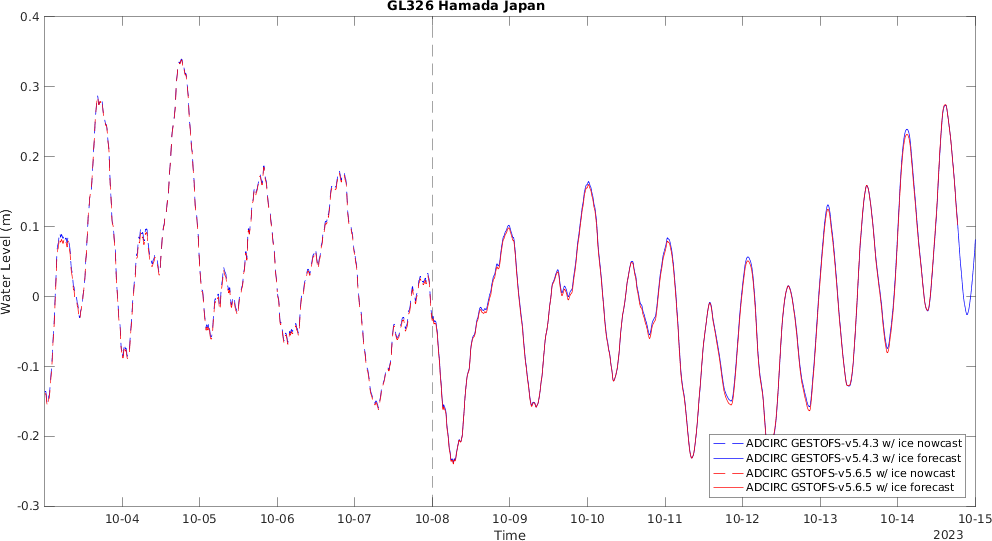 GL326 Hamada Japan
0.4
0.3
0.2
0.1
0
-0.1
-0.2
-0.3
Water Level (m)
ADCIRC GESTOFS-v5.4.3 w/ ice nowcast
ADCIRC GESTOFS-v5.4.3 w/ ice forecast
ADCIRC GSTOFS-v5.6.5 w/ ice nowcast
ADCIRC GSTOFS-v5.6.5 w/ ice forecast
10-04 10-05 10-06 10-07 10-08 10-09 10-10 10-11 10-12 10-13 10-14 10-15
Time
2023